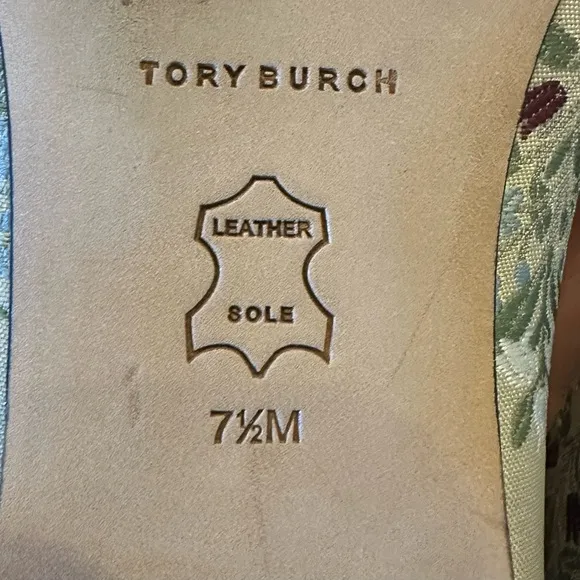 TORY BURCH
LEATHER
SOLE
7½M